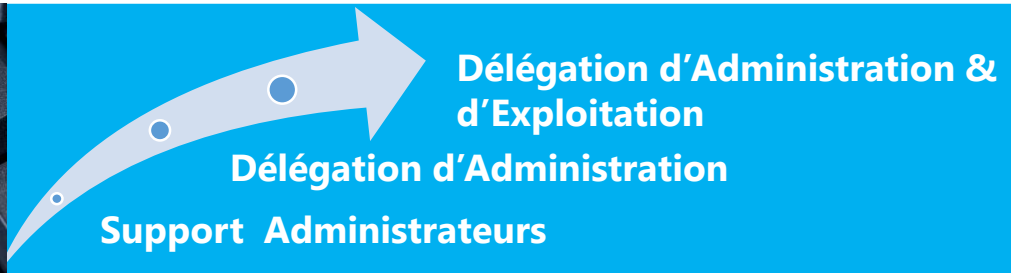 Délégation d’Administration &
d’Exploitation
Délégation d’Administration
Support Administrateurs